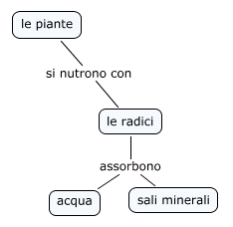 le piante
si nutrono con
le radici
assorbono
acqua
sali minerali